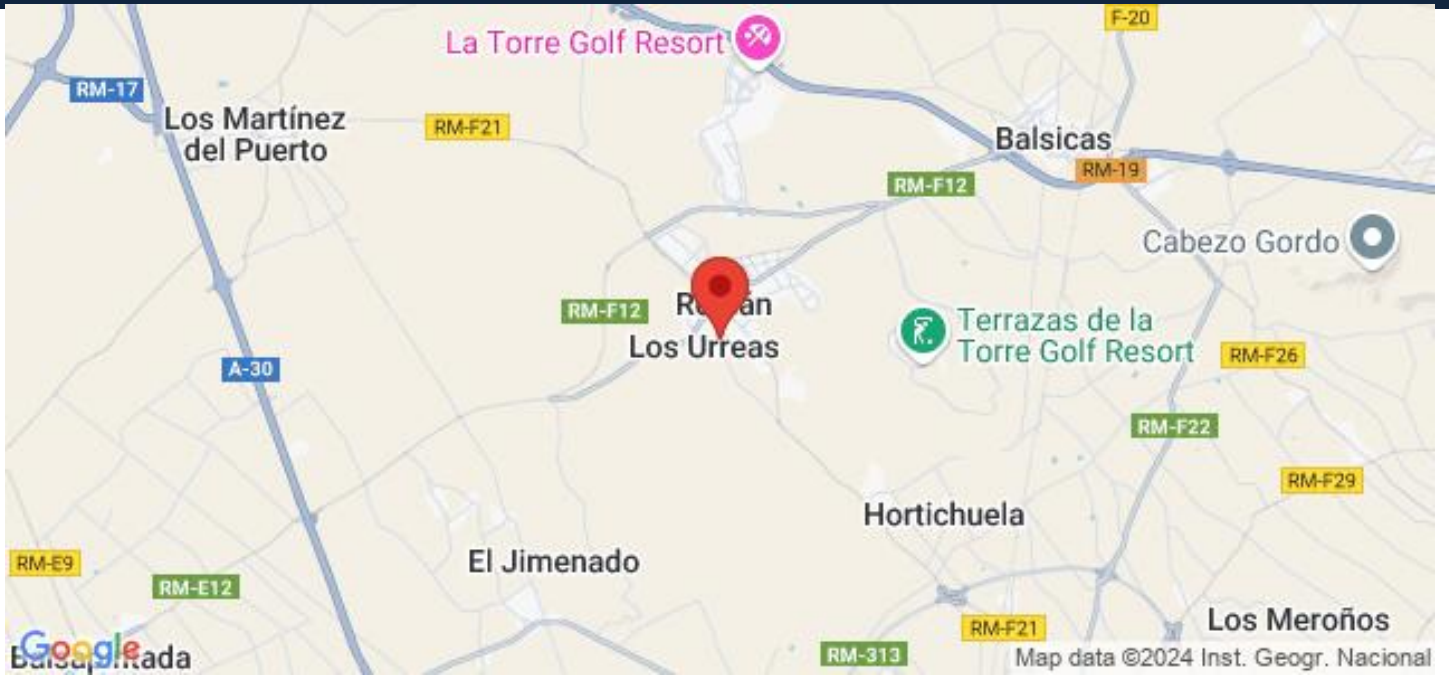 F-20
La Torre Golf Resort
RM-17
Los Martínez
del Puerto
RM-F21
Balsicas
RM-19
RM-F12
Cabezo Gordo
RM-F12
Los Urreas
Terrazas de la
Torre Golf Resort
RM-F26
A-30
RM-F22
RM-F29
Hortichuela
El Jimenado
RM-E9
RM-E12
Los Meroños
RM-F21
Google
RM-313
Map data ©2024 Inst. Geogr. Nacional